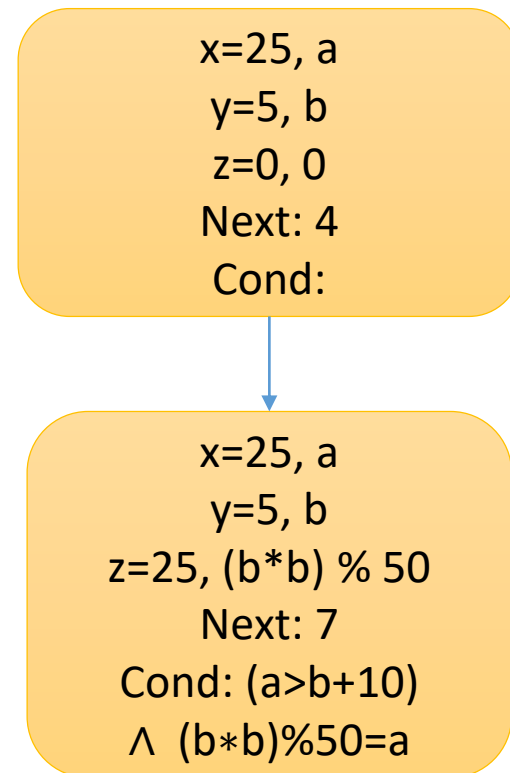 x=25, a
y=5, b
z=0, 0
Next: 4
Cond:
x=25, a
y=5, b
z=25, (b*b) % 50
Next: 7
Cond: (a>b+10)
∧ (b∗b)%50=a